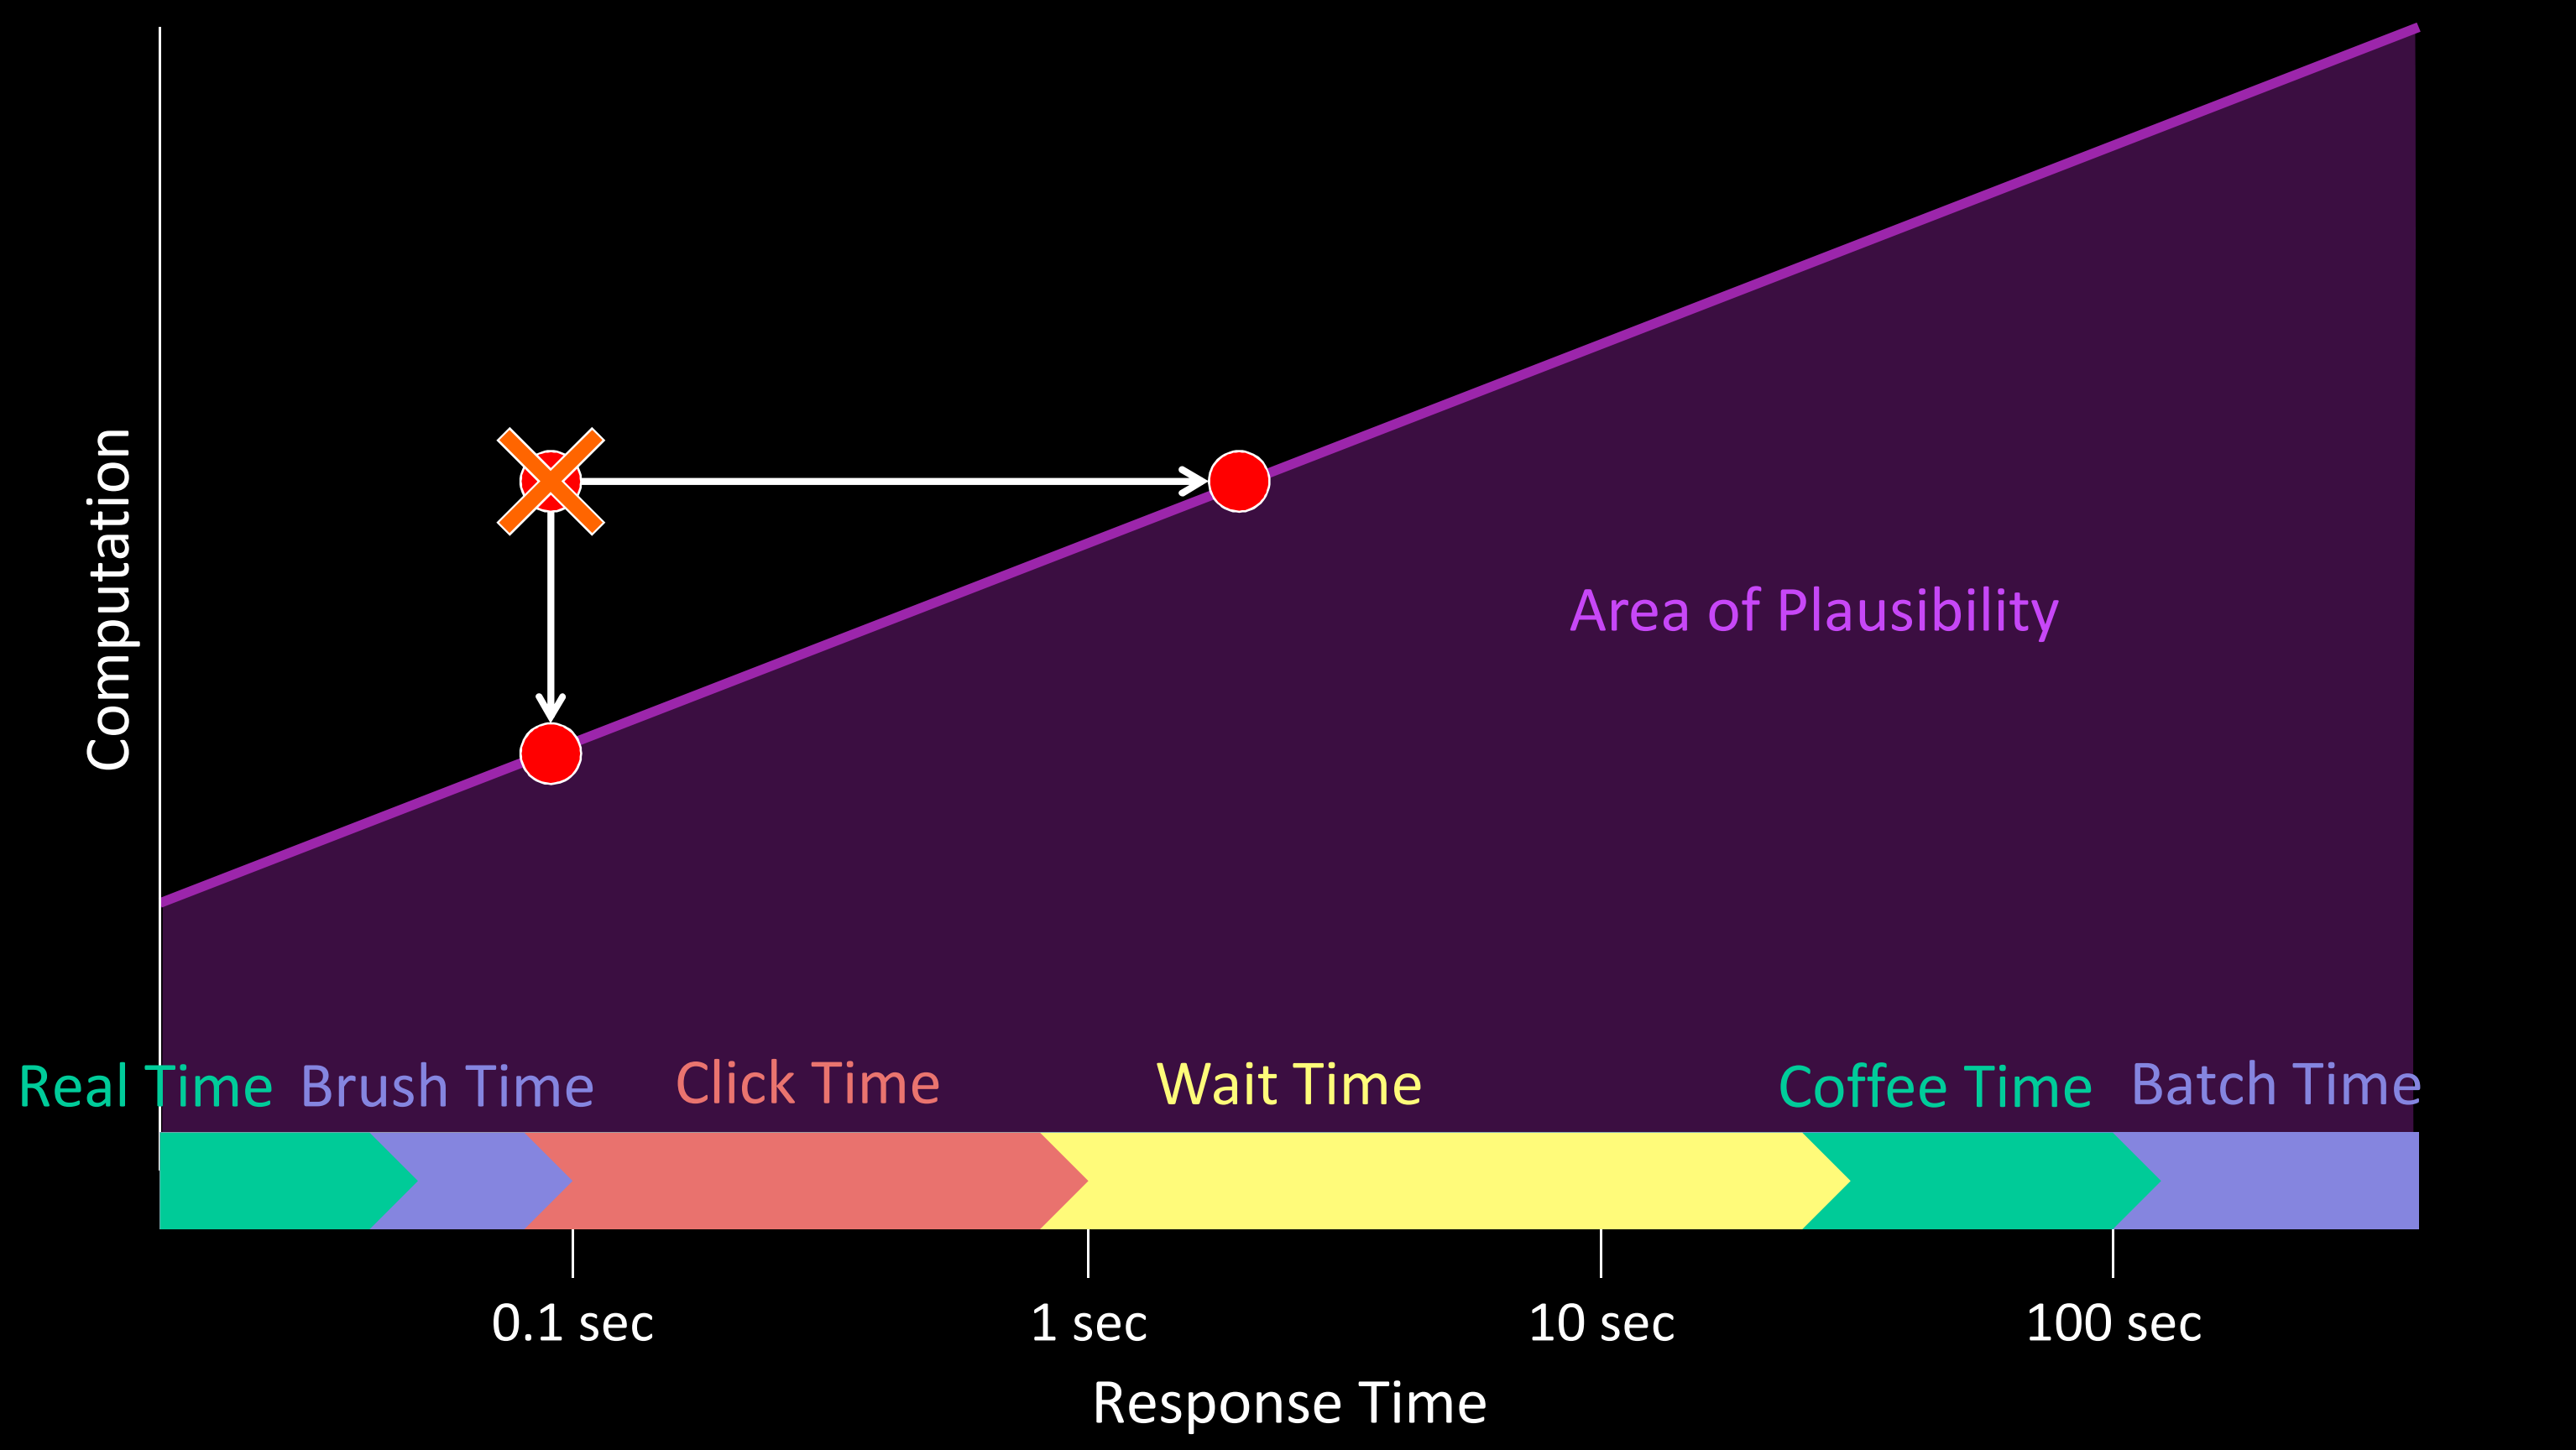 Computation
Area of Plausibility
Real Time
Brush Time
Click Time
Wait Time
Coffee Time
Batch Time
0.1 sec
1 sec
10 sec
100 sec
Response Time